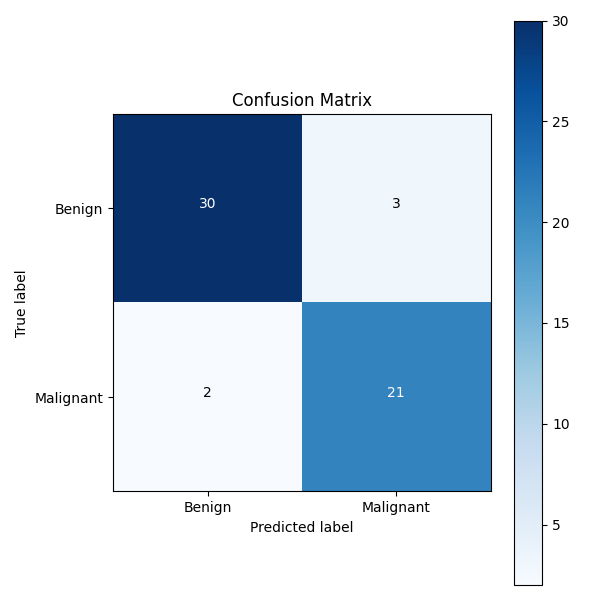 Confusion Matrix
30
3
2
21
Benign
Malignant
True label
Benign
Malignant
Predicted label
30
25
20
15
10
5